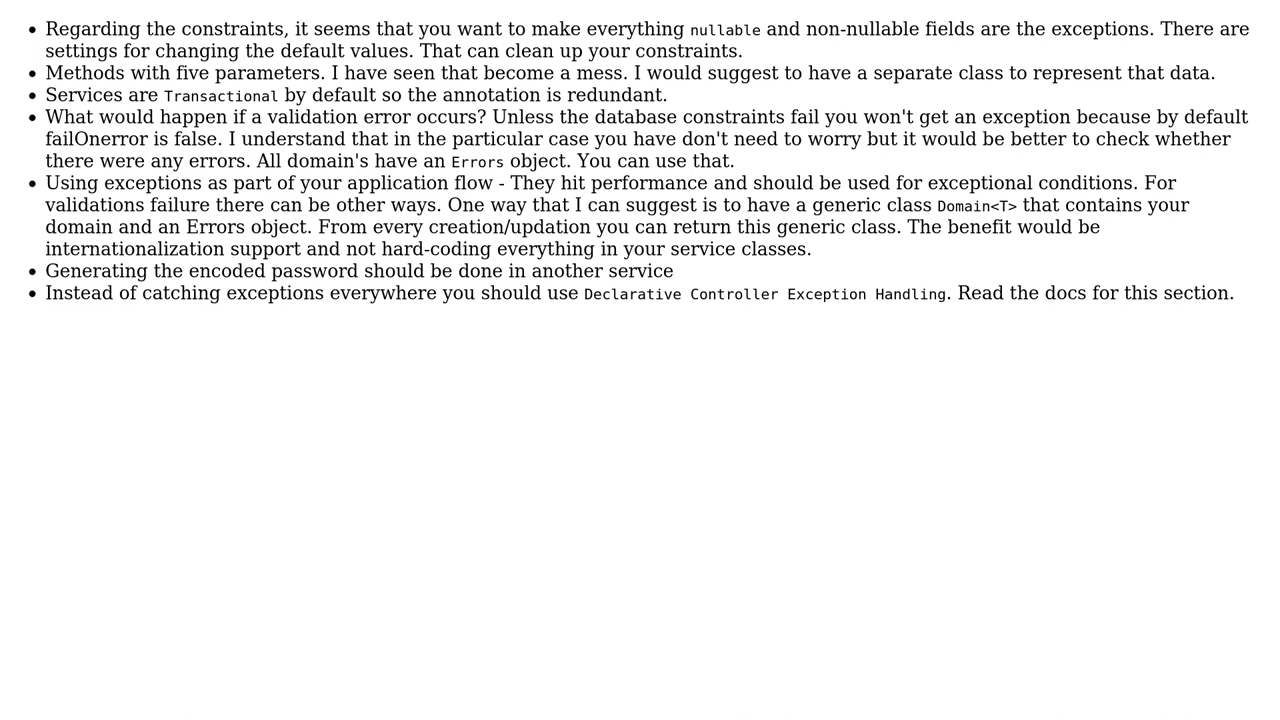 • Regarding the constraints, it seems that you want to make everything nullable and non-nullable fields are the exceptions. There are
settings for changing the default values. That can clean up your constraints.
• Methods with five parameters. I have seen that become a mess. I would suggest to have a separate class to represent that data.
• Services are Transactional by default so the annotation is redundant.
• What would happen if a validation error occurs? Unless the database constraints fail you won't get an exception because by default
failOnerror is false. I understand that in the particular case you have don't need to worry but it would be better to check whether
there were any errors. All domain's have an Errors object. You can use that.
• Using exceptions as part of your application flow - They hit performance and should be used for exceptional conditions. For
validations failure there can be other ways. One way that I can suggest is to have a generic class Domain<T> that contains your
domain and an Errors object. From every creation/updation you can return this generic class. The benefit would be
internationalization support and not hard-coding everything in your service classes.
• Generating the encoded password should be done in another service
• Instead of catching exceptions everywhere you should use Declarative Controller Exception Handling. Read the docs for this section.